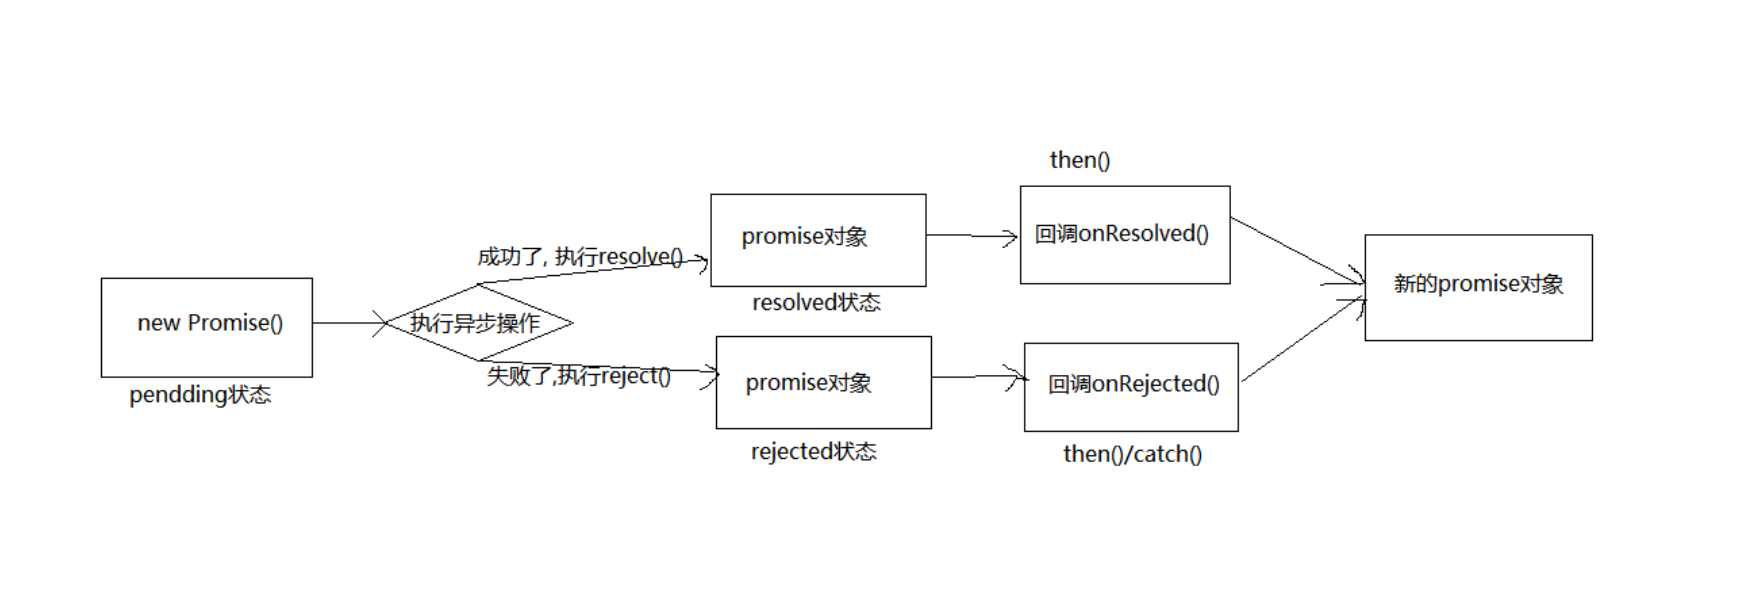 new Promise()
pendding状态
执行异步操作
成功了, 执行resolve()
失败了,执行reject()
promise对象
resolved状态
promise对象
rejected状态
then()
回调onResolved()
回调onRejected()
then()/catch()
新的promise对象